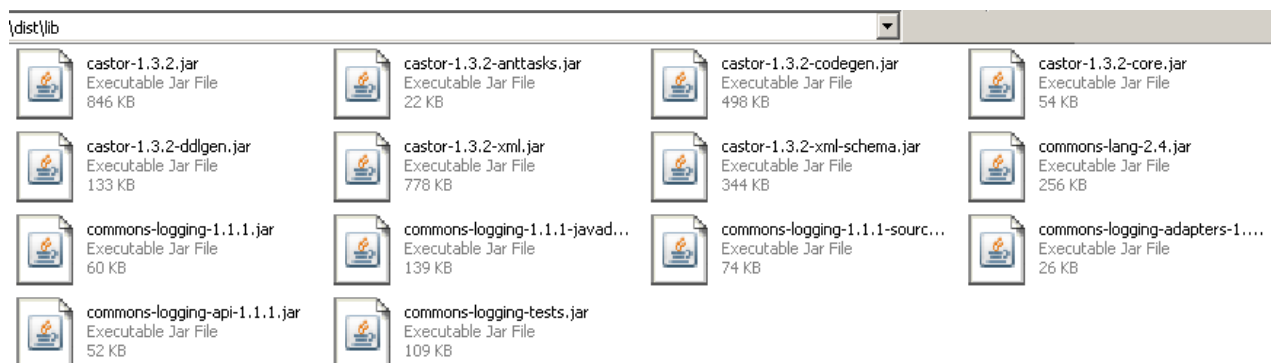 \dist\lib
castor-1.3.2.jar
Executable Jar File
846 KB
castor-1.3.2-anttasks.jar
Executable Jar File
22 KB
castor-1.3.2-codegen.jar
Executable Jar File
498 KB
castor-1.3.2-core.jar
Executable Jar File
54 KB
castor-1.3.2-ddlgen.jar
Executable Jar File
133 KB
castor-1.3.2-xml.jar
Executable Jar File
778 KB
castor-1.3.2-xml-schema.jar
Executable Jar File
344 KB
commons-lang-2.4.jar
Executable Jar File
256 KB
commons-logging-1.1.1.jar
Executable Jar File
60 KB
commons-logging-1.1.1-javad...
Executable Jar File
139 KB
commons-logging-1.1.1-sourc...
Executable Jar File
74 KB
commons-logging-adapters-1....
Executable Jar File
26 KB
commons-logging-api-1.1.1.jar
Executable Jar File
52 KB
commons-logging-tests.jar
Executable Jar File
109 KB